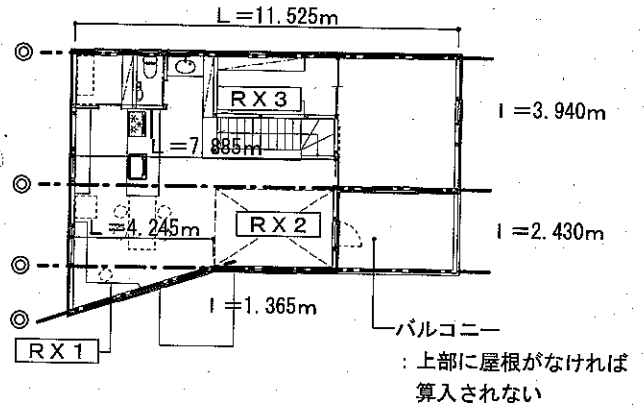 L=11.525m
RX3
l=3.940m
L=7.885m
L=4.245m
RX2
l=2.430m
l=1.365m
RX1
バルコニー
:上部に屋根がなければ
算入されない